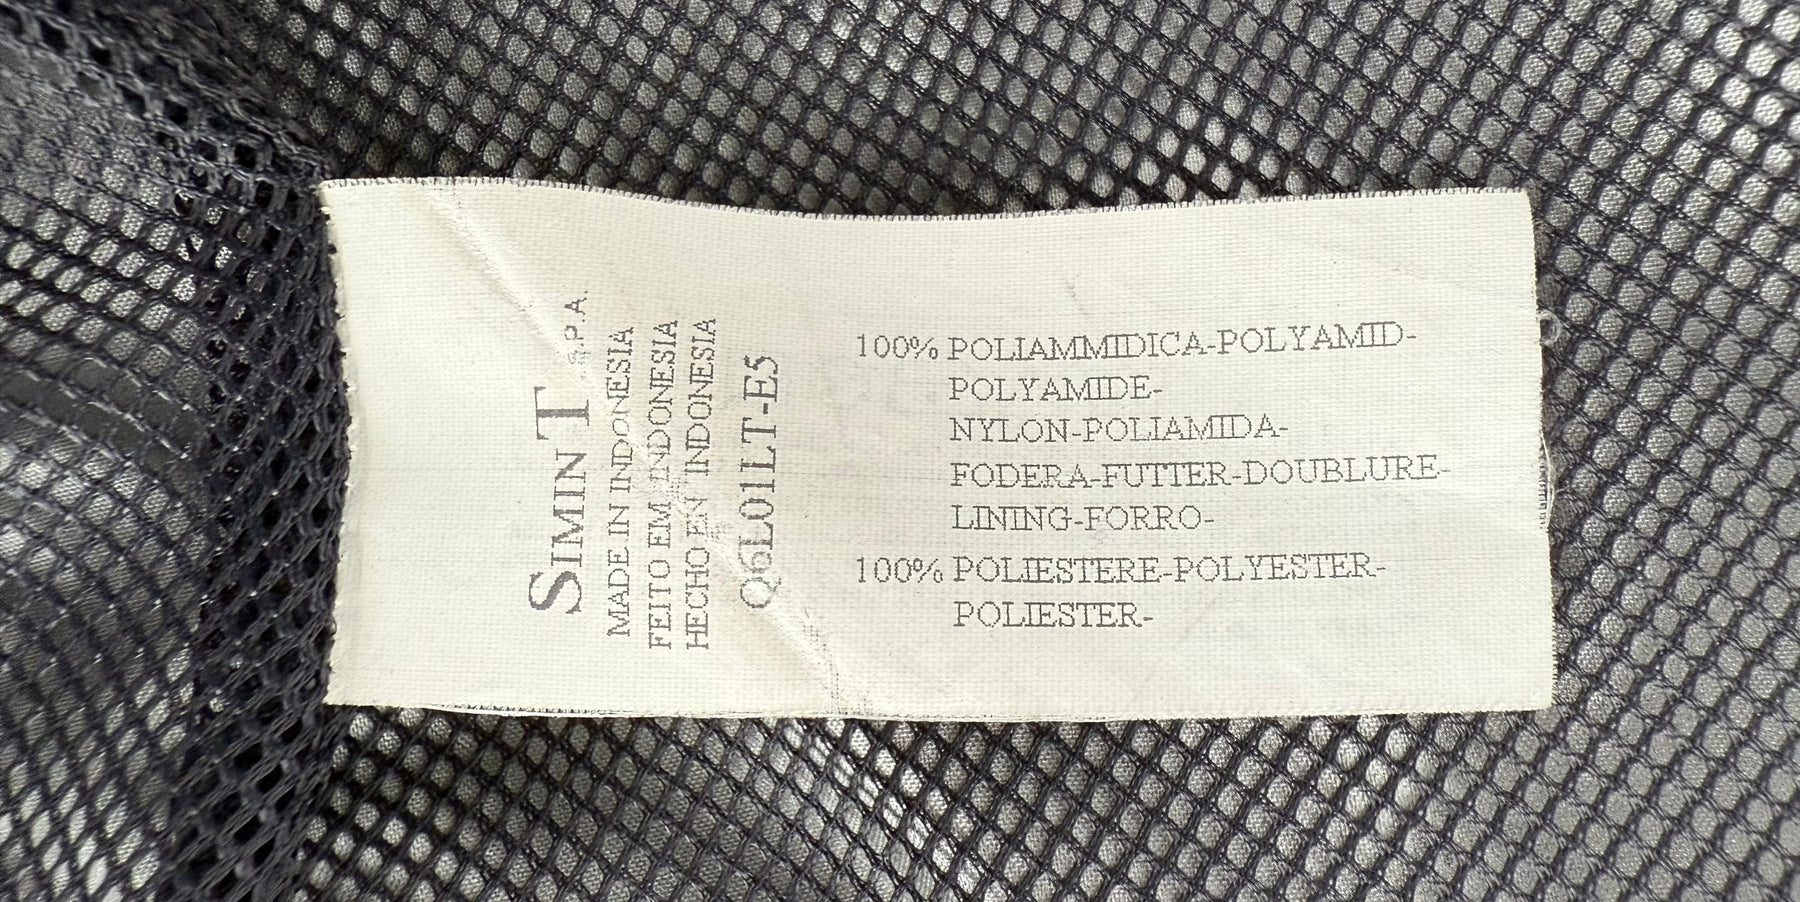 SIMINT S.P.A.
MADE IN INDONESIA
FEITO EM INDONESIA
HECHO EN INDONESIA
Q6L01LT-E5
100% POLIAMMIDICA-POLYAMID-
POLYAMIDE-
NYLON-POLIAMIDA-
FODERA-FUTTER-DOUBLURE-
LINING-FORRO-
100% POLIESTERE-POLYESTER-
POLIESTER-